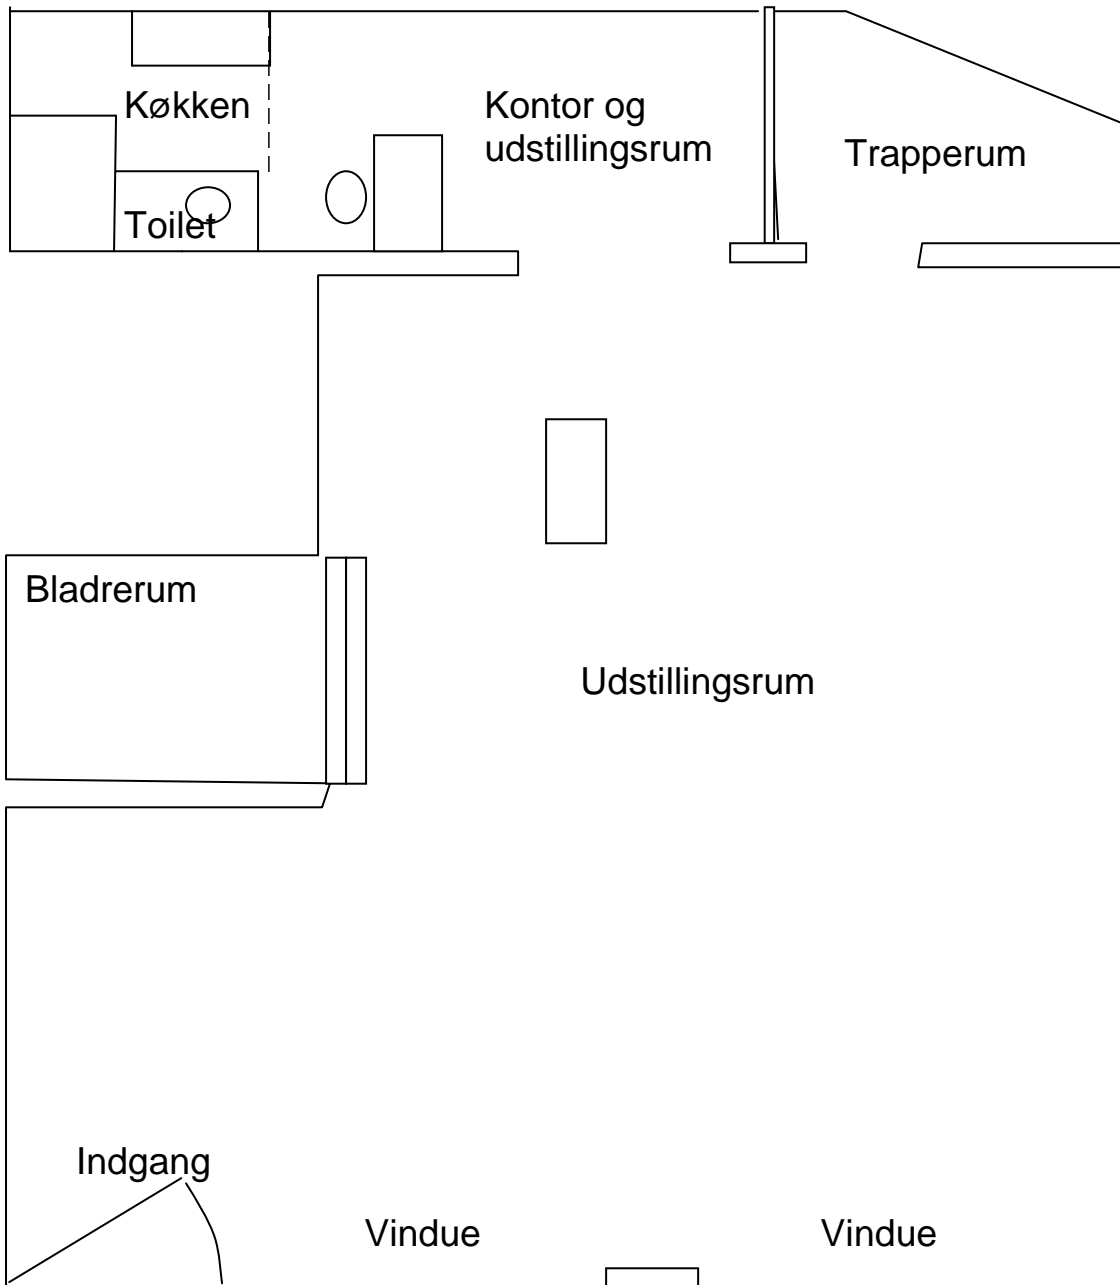 Køkken
Kontor og
udstillingsrum
Trapperum
Toilet
Bladrerum
Udstillingsrum
Indgang
Vindue
Vindue